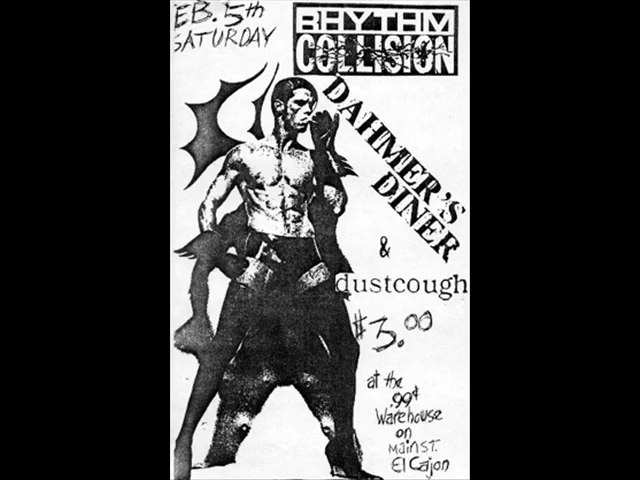 EB. 5th
SATURDAY
RHYTHM
COLLISION
DAHMER'S
DINER
&
dustcough
$3.00
at the
.99¢
Warehouse
on
Main St.
El Cajon